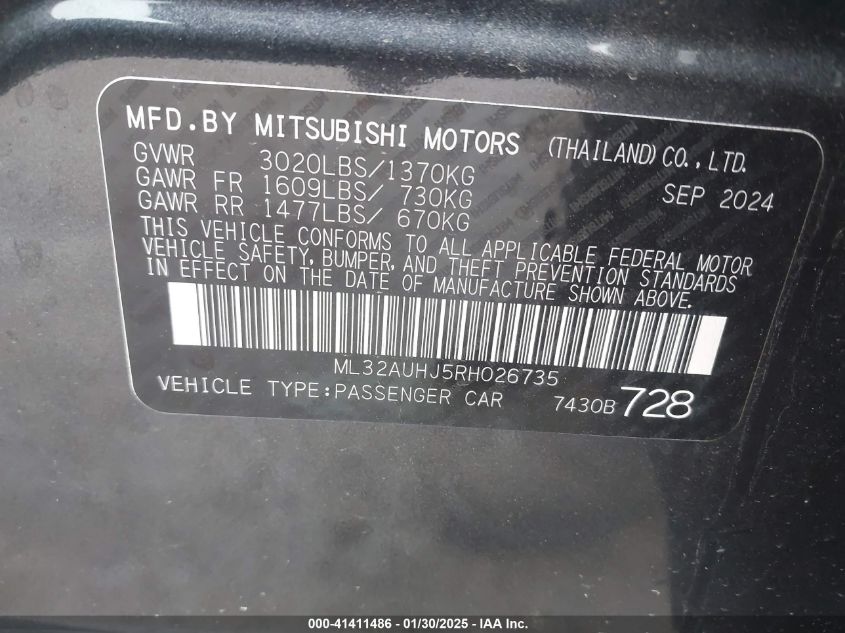 MFD.BY MITSUBISHI MOTORS (THAILAND)CO.,LTD.
GVWR 3020LBS/1370KG
SEP 2024
GAWR FR 1609LBS/ 730KG
GAWR RR 1477LBS/ 670KG
THIS VEHICLE CONFORMS TO ALL APPLICABLE FEDERAL MOTOR
VEHICLE SAFETY, BUMPER, AND THEFT PREVENTION STANDARDS
IN EFFECT ON THE DATE OF MANUFACTURE SHOWN ABOVE.
ML32AUHJ5RH026735
VEHICLE TYPE:PASSENGER CAR 7430B 728
000-41411486 - 01/30/2025 - IAA Inc.